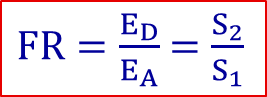 FR = E_D / E_A = S_2 / S_1